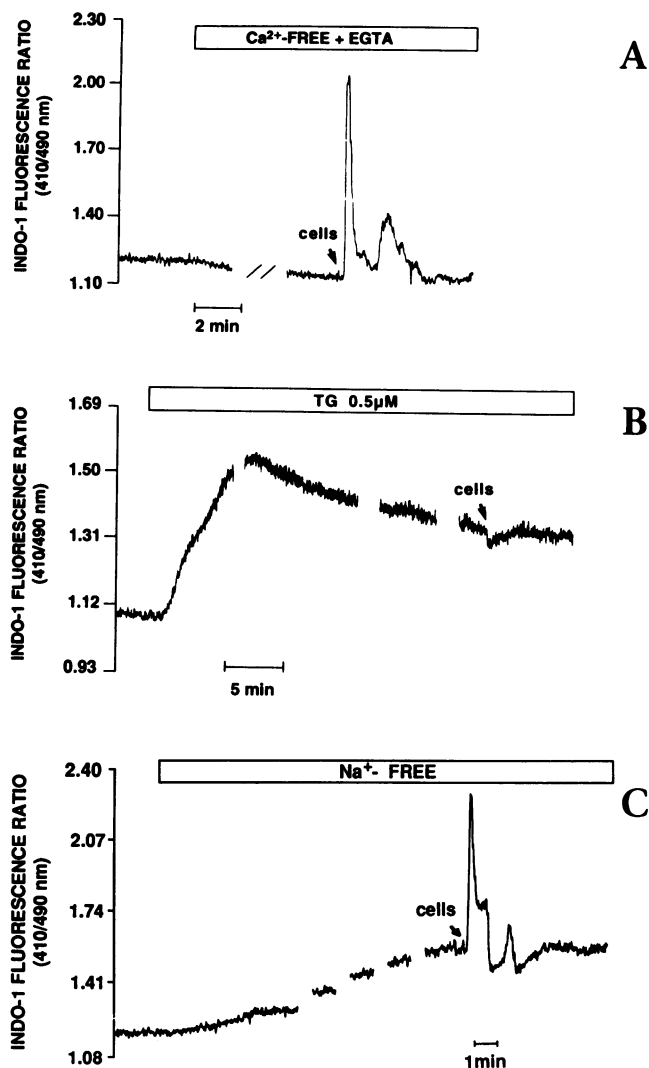 2.30
Ca²⁺-FREE + EGTA
A
2.00
1.70
1.40
1.10
INDO-1 FLUORESCENCE RATIO
(410/490 nm)
cells
2 min
1.69
TG 0.5µM
B
1.50
1.31
1.12
0.93
INDO-1 FLUORESCENCE RATIO
(410/490 nm)
cells
5 min
2.40
Na⁺- FREE
C
2.07
1.74
1.41
1.08
INDO-1 FLUORESCENCE RATIO
(410/490 nm)
cells
1min